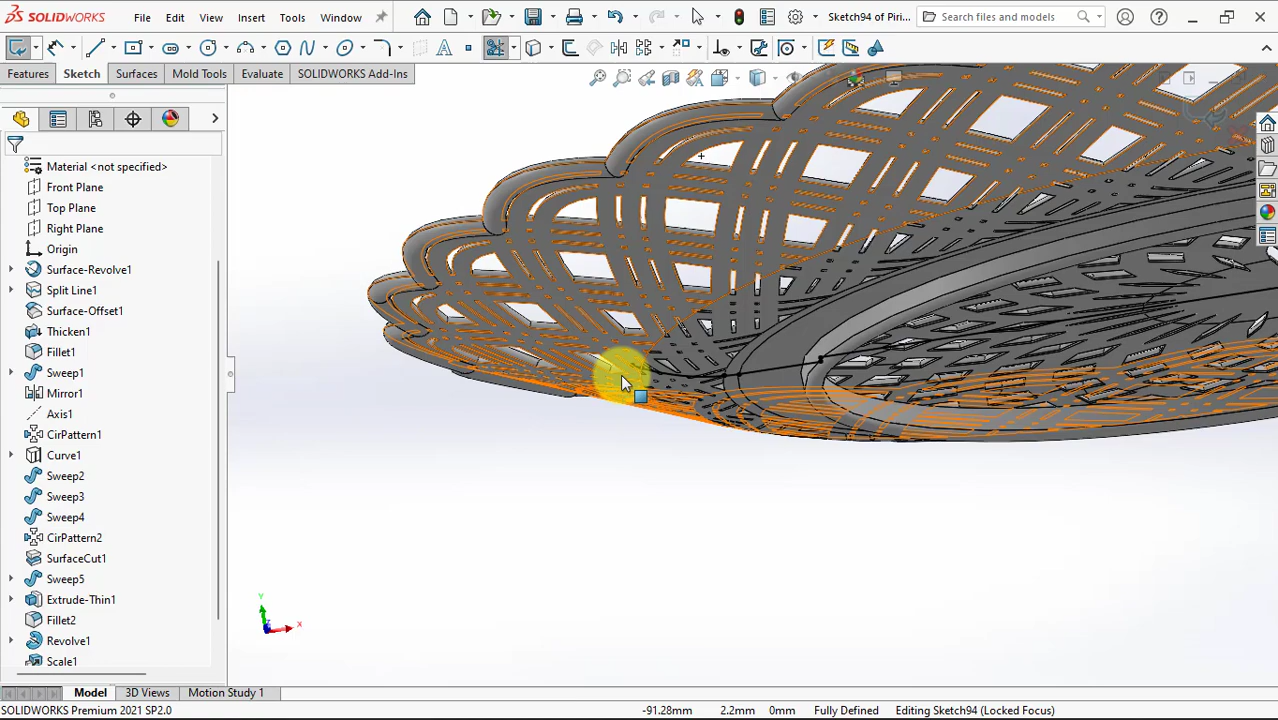 SOLIDWORKS File Edit View Insert Tools Window Sketch94 of Piri... Search files and models
Features Sketch Surfaces Mold Tools Evaluate SOLIDWORKS Add-Ins
Material <not specified>
Front Plane
Top Plane
Right Plane
Origin
Surface-Revolve1
Split Line1
Surface-Offset1
Thicken1
Fillet1
Sweep1
Mirror1
Axis1
CirPattern1
Curve1
Sweep2
Sweep3
Sweep4
CirPattern2
SurfaceCut1
Sweep5
Extrude-Thin1
Fillet2
Revolve1
Scale1
Y
X
Model 3D Views Motion Study 1
SOLIDWORKS Premium 2021 SP2.0 -91.28mm 2.2mm 0mm Fully Defined Editing Sketch94 (Locked Focus)